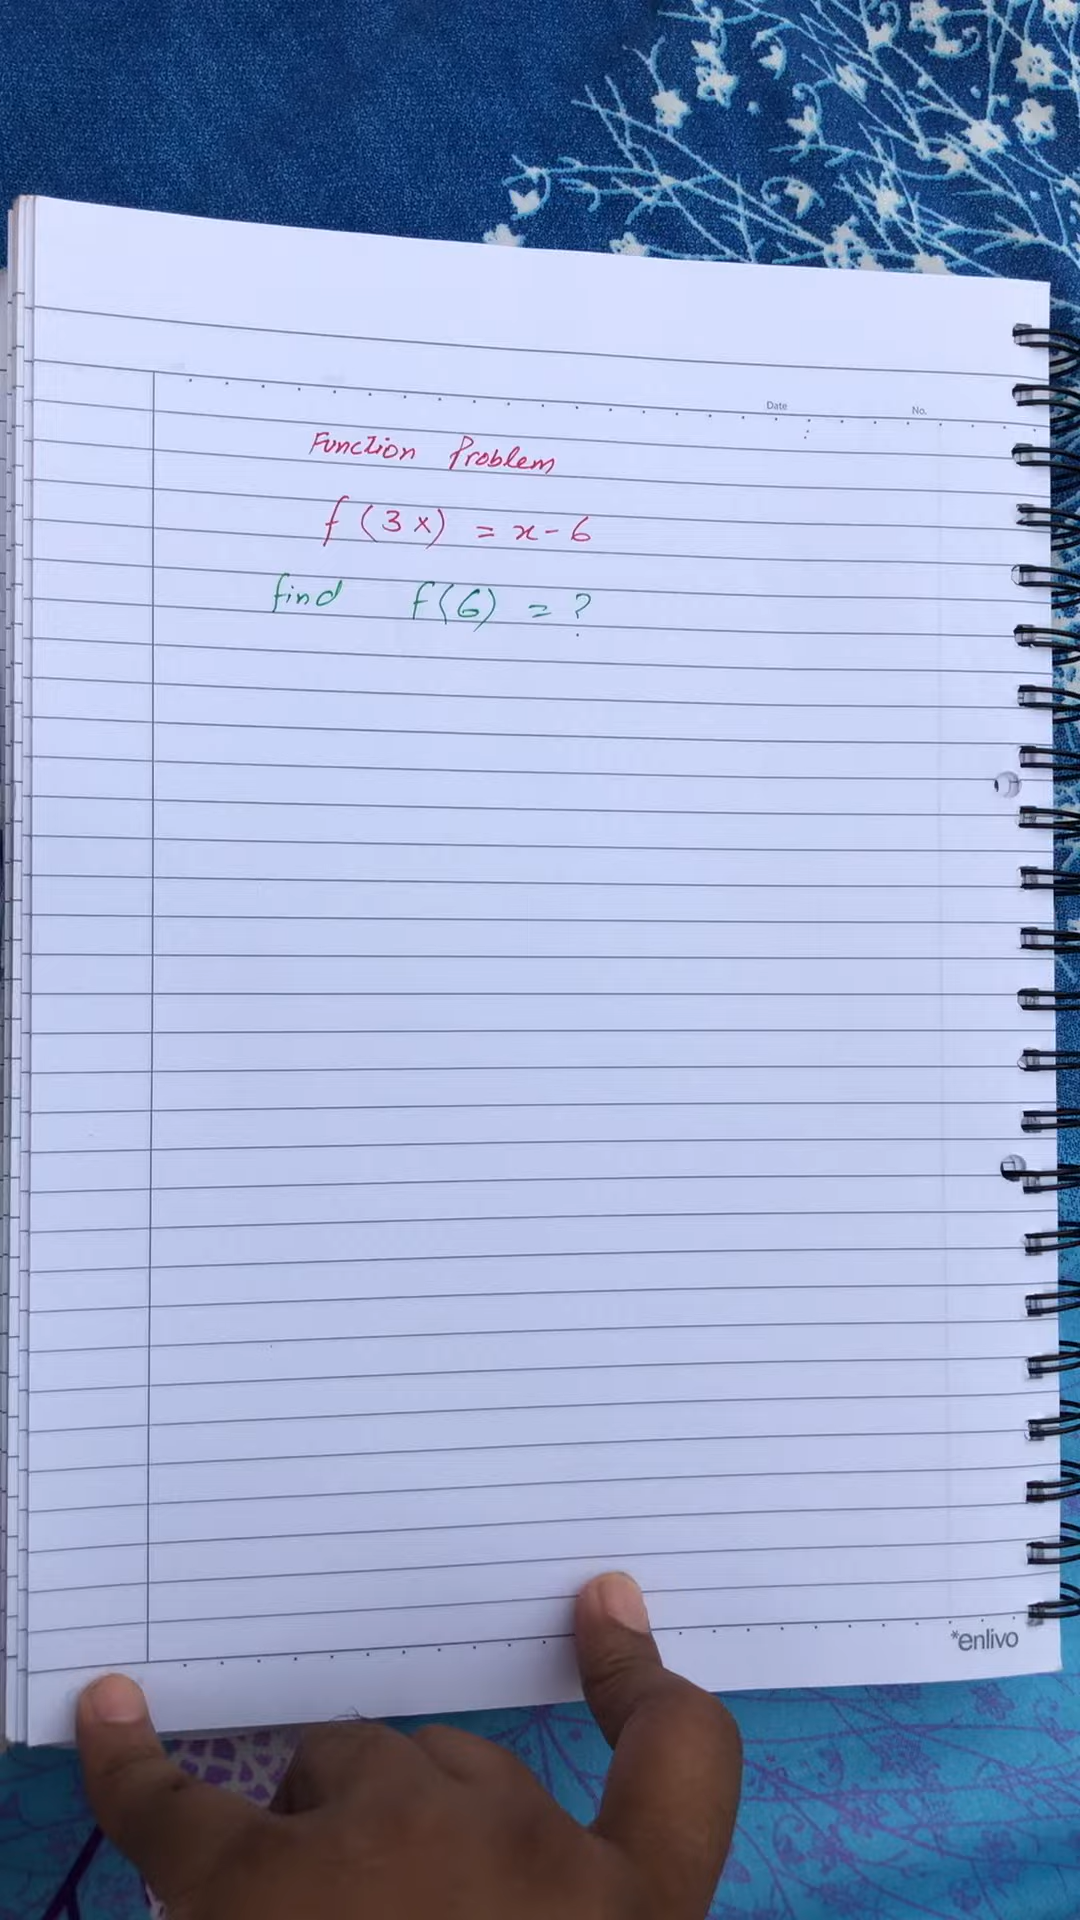 Date No.
Function Problem
f(3x) = x-6
find f(6) = ?
*enlivo